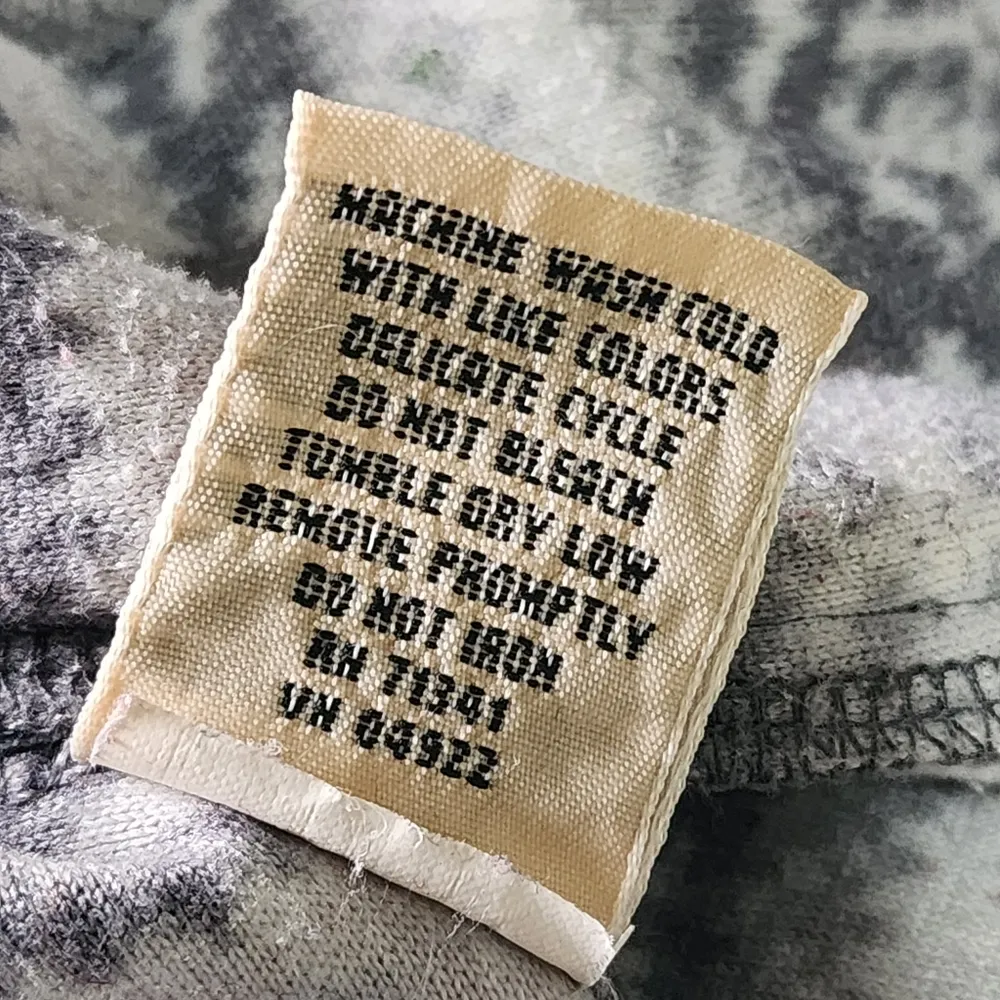 MACHINE WASH COLD
WITH LIKE COLORS
DELICATE CYCLE
DO NOT BLEACH
TUMBLE DRY LOW
REMOVE PROMPTLY
DO NOT IRON
RN 71341
VN 04922